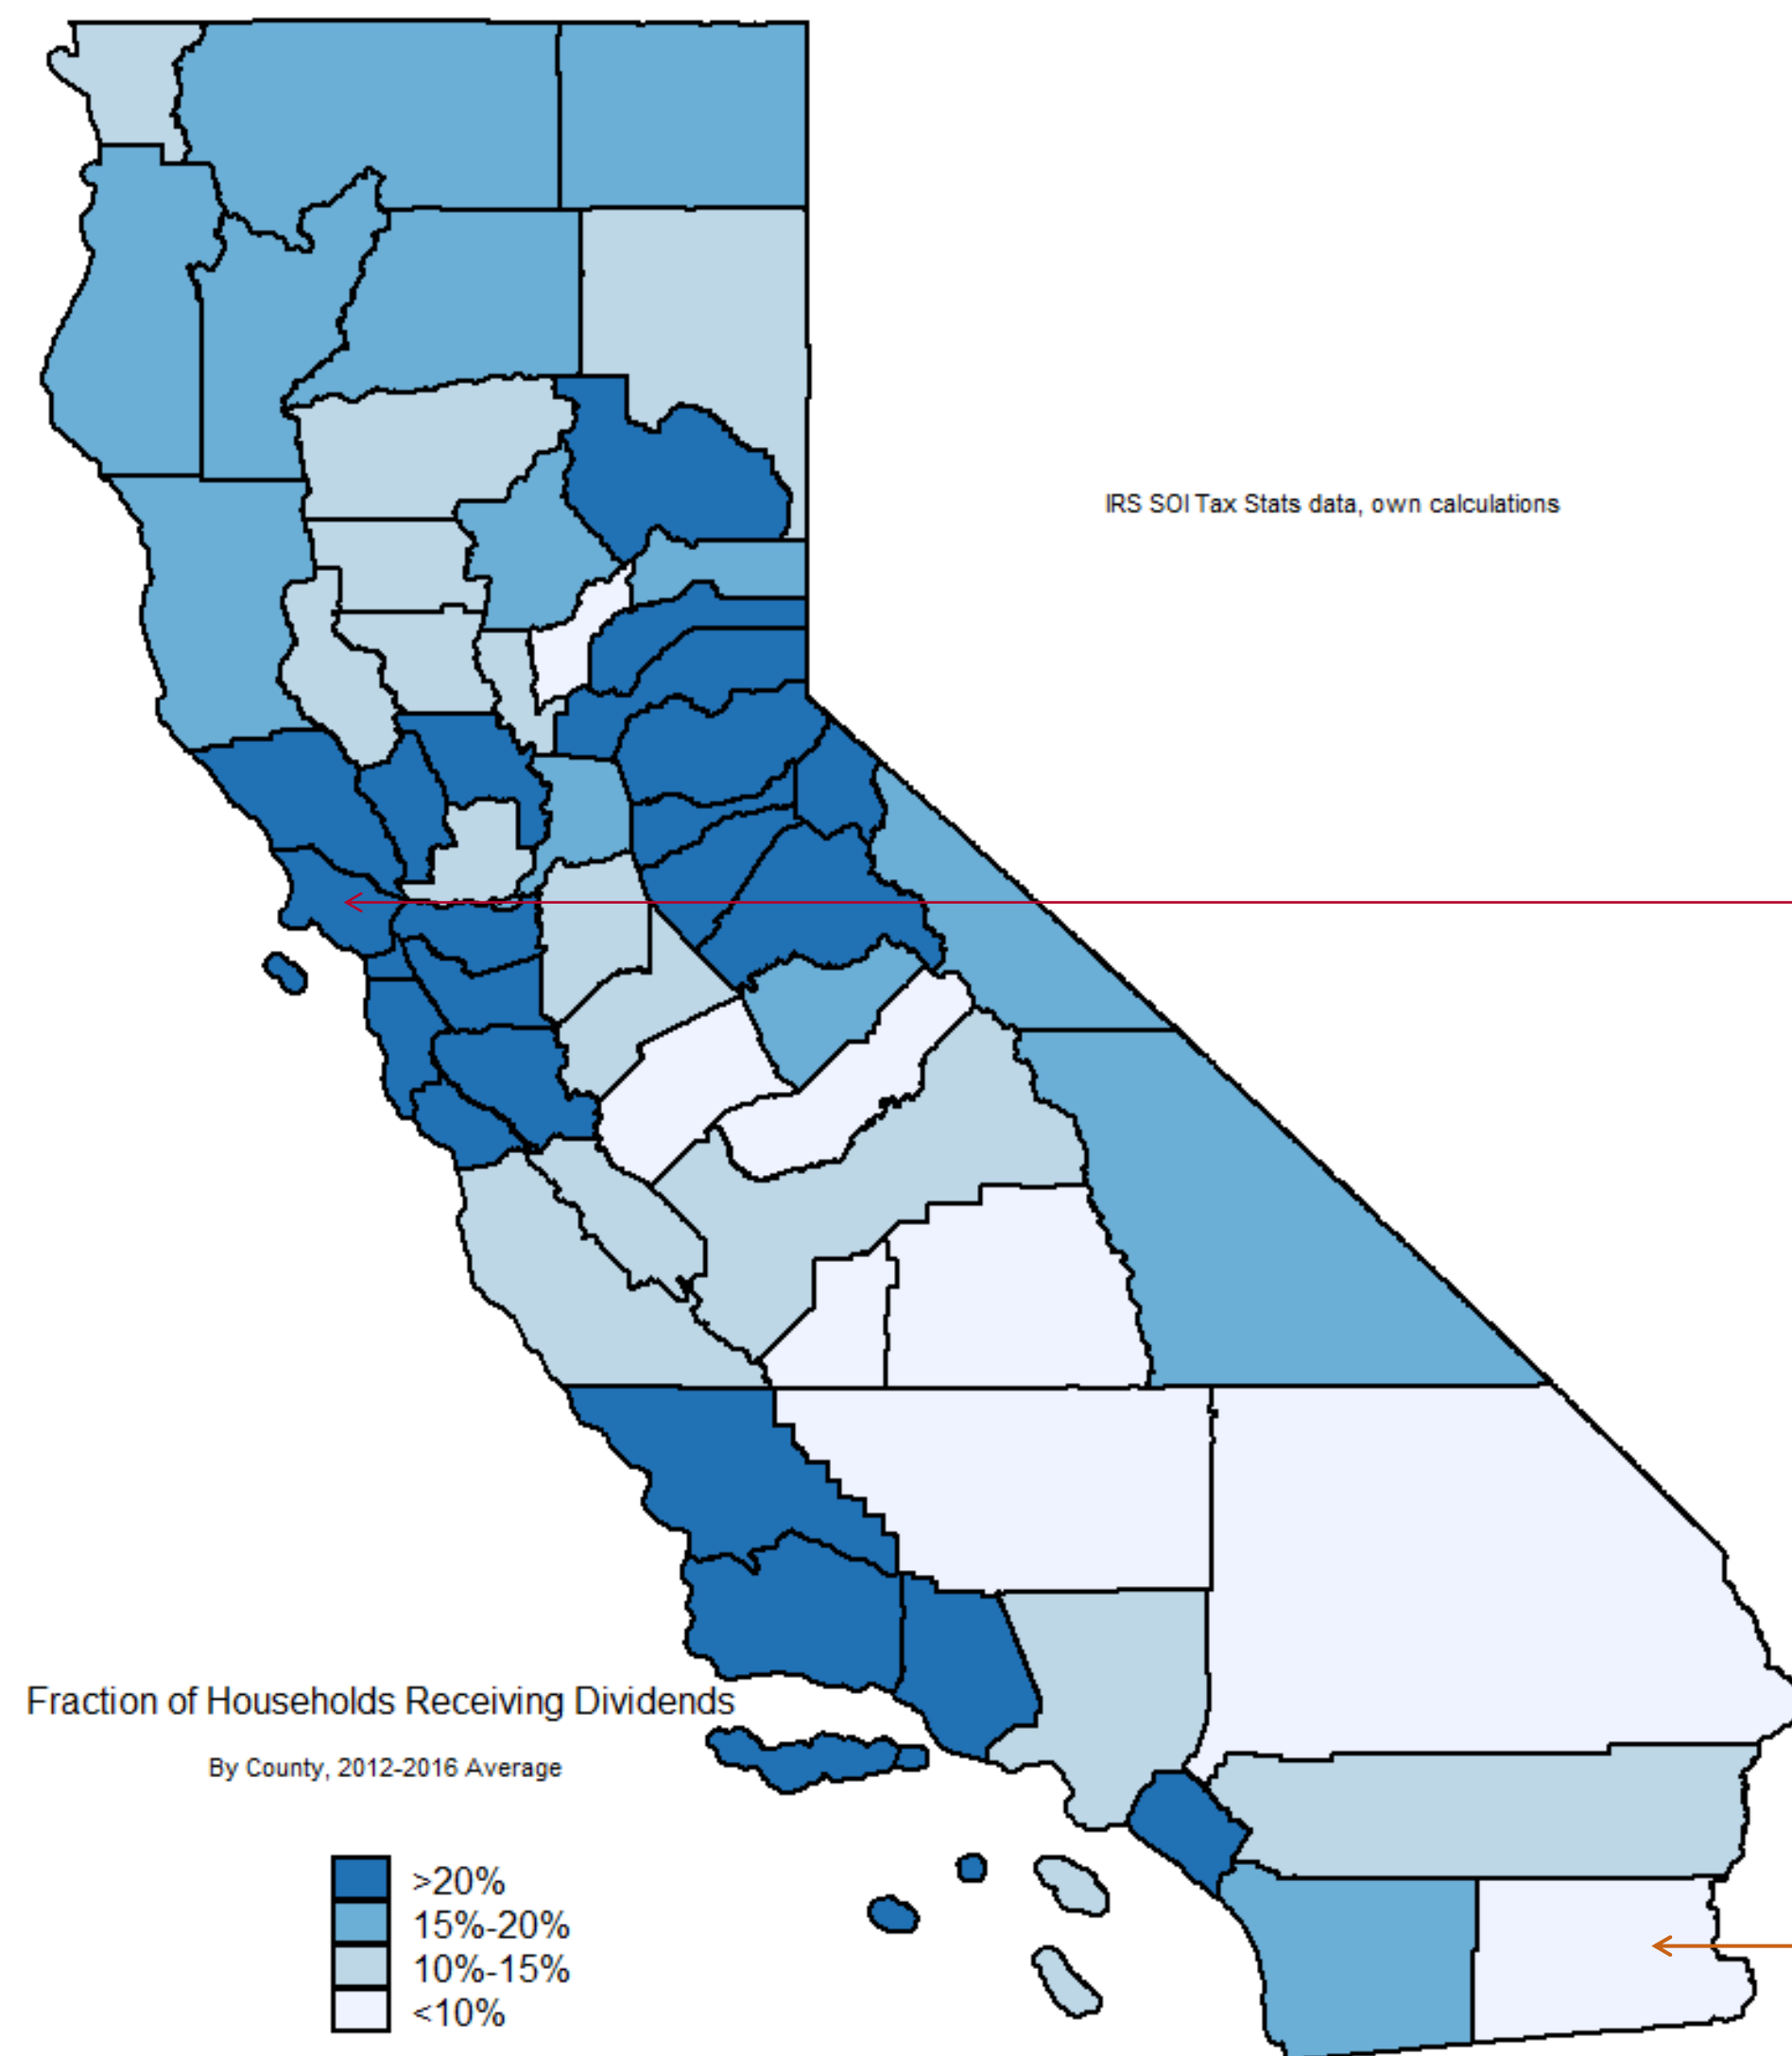 IRS SOI Tax Stats data, own calculations
Fraction of Households Receiving Dividends
By County, 2012-2016 Average
>20%
15%-20%
10%-15%
<10%